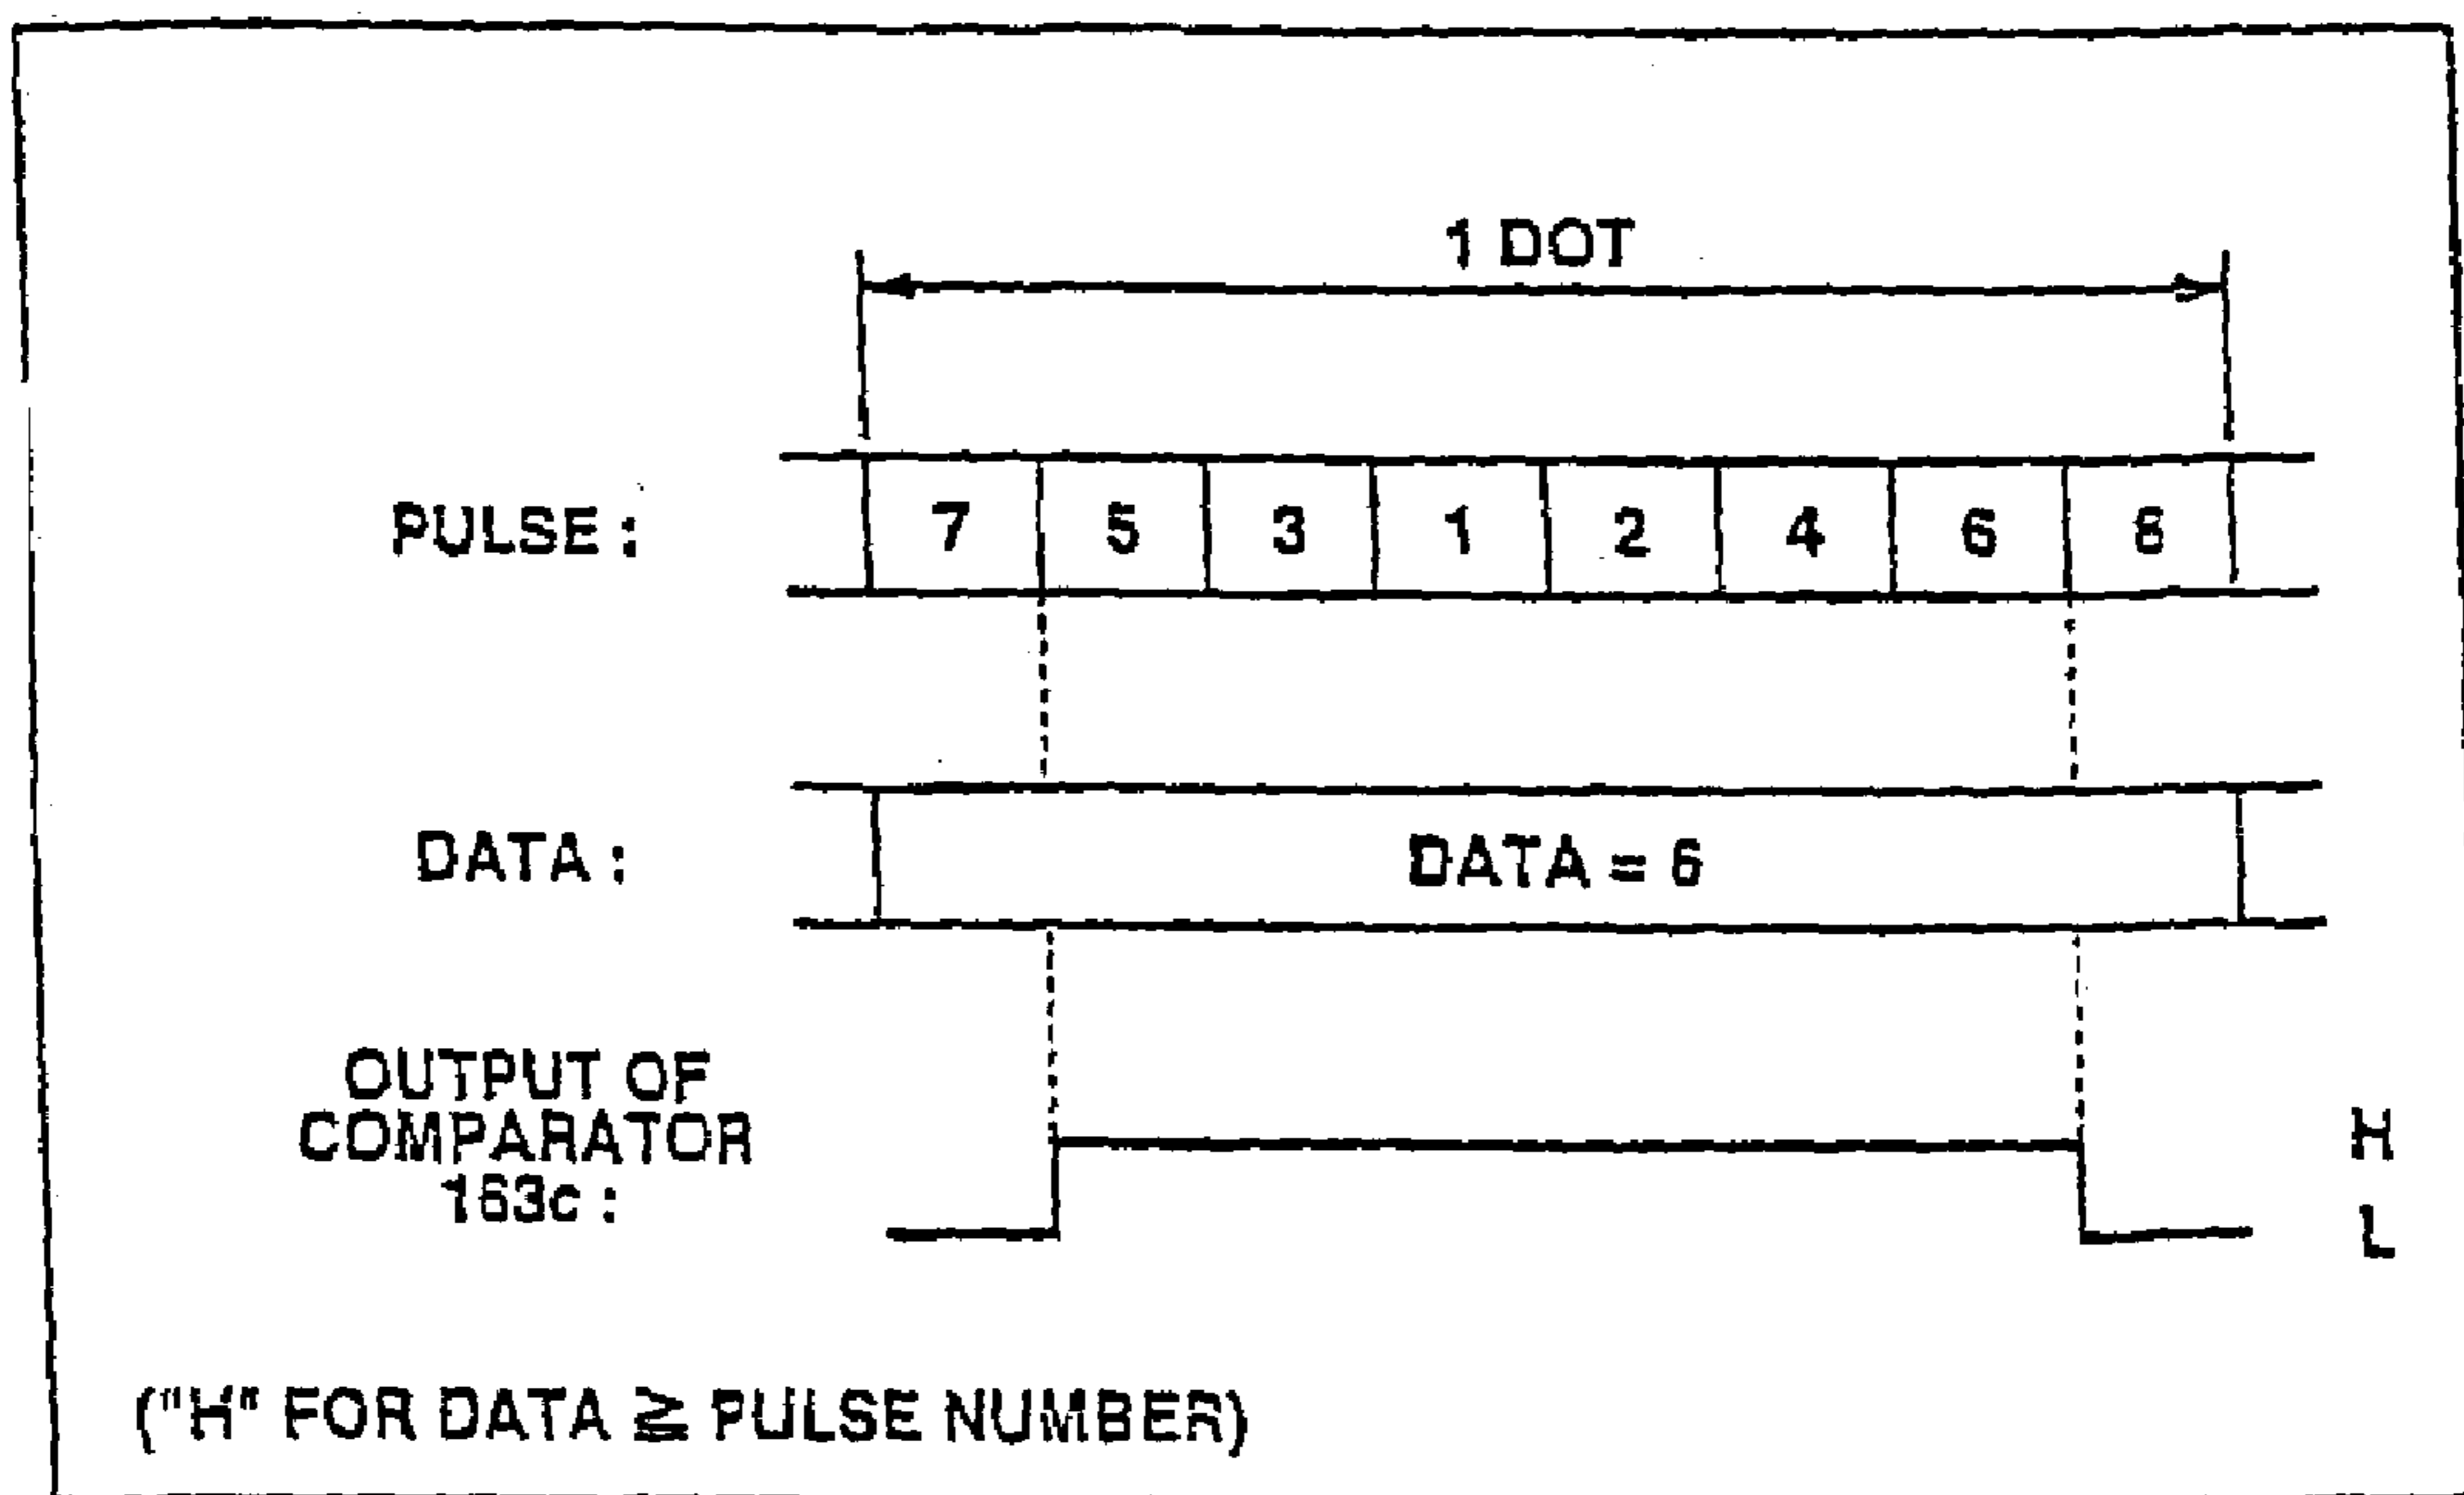 1 DOT
PULSE: 7 5 3 1 2 4 6 8
DATA: DATA = 6
OUTPUT OF
COMPARATOR
163c:
H
L
("H" FOR DATA ≧ PULSE NUMBER)